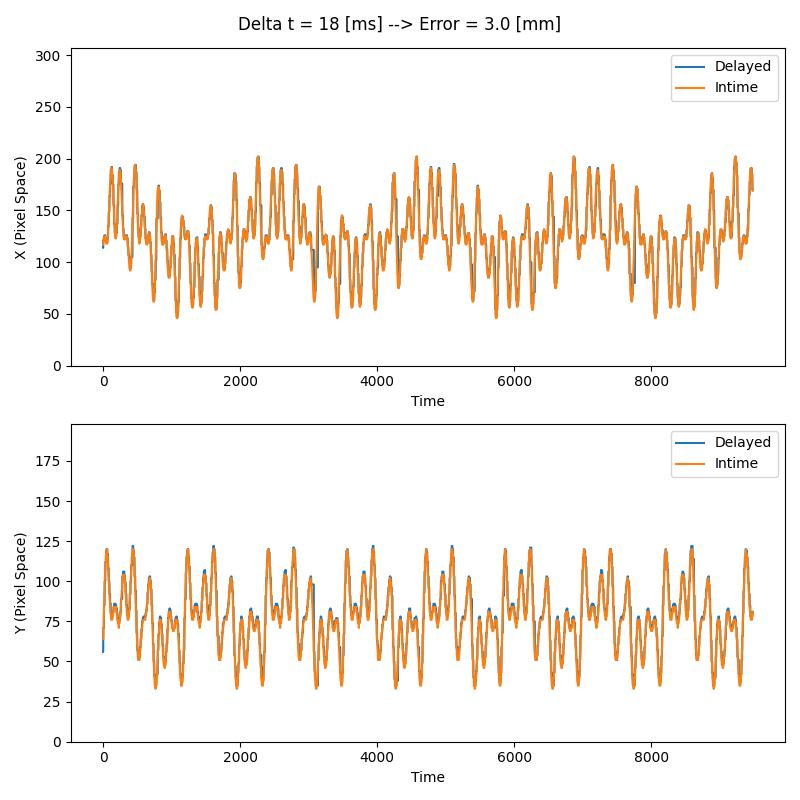 Delta t = 18 [ms] --> Error = 3.0 [mm]
300
250
200
150
100
50
0
X (Pixel Space)
Delayed
Intime
0 2000 4000 6000 8000
Time
175
150
125
100
75
50
25
0
Y (Pixel Space)
Delayed
Intime
0 2000 4000 6000 8000
Time